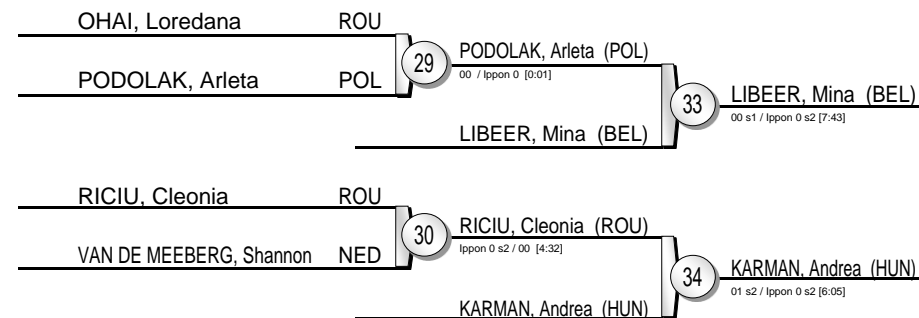 OHAI, Loredana ROU
PODOLAK, Arleta POL
29
PODOLAK, Arleta (POL)
00 / Ippon 0 [0:01]
LIBEER, Mina (BEL)
33
LIBEER, Mina (BEL)
00 s1 / Ippon 0 s2 [7:43]
RICIU, Cleonia ROU
VAN DE MEEBERG, Shannon NED
30
RICIU, Cleonia (ROU)
Ippon 0 s2 / 00 [4:32]
KARMAN, Andrea (HUN)
34
KARMAN, Andrea (HUN)
01 s2 / Ippon 0 s2 [6:05]